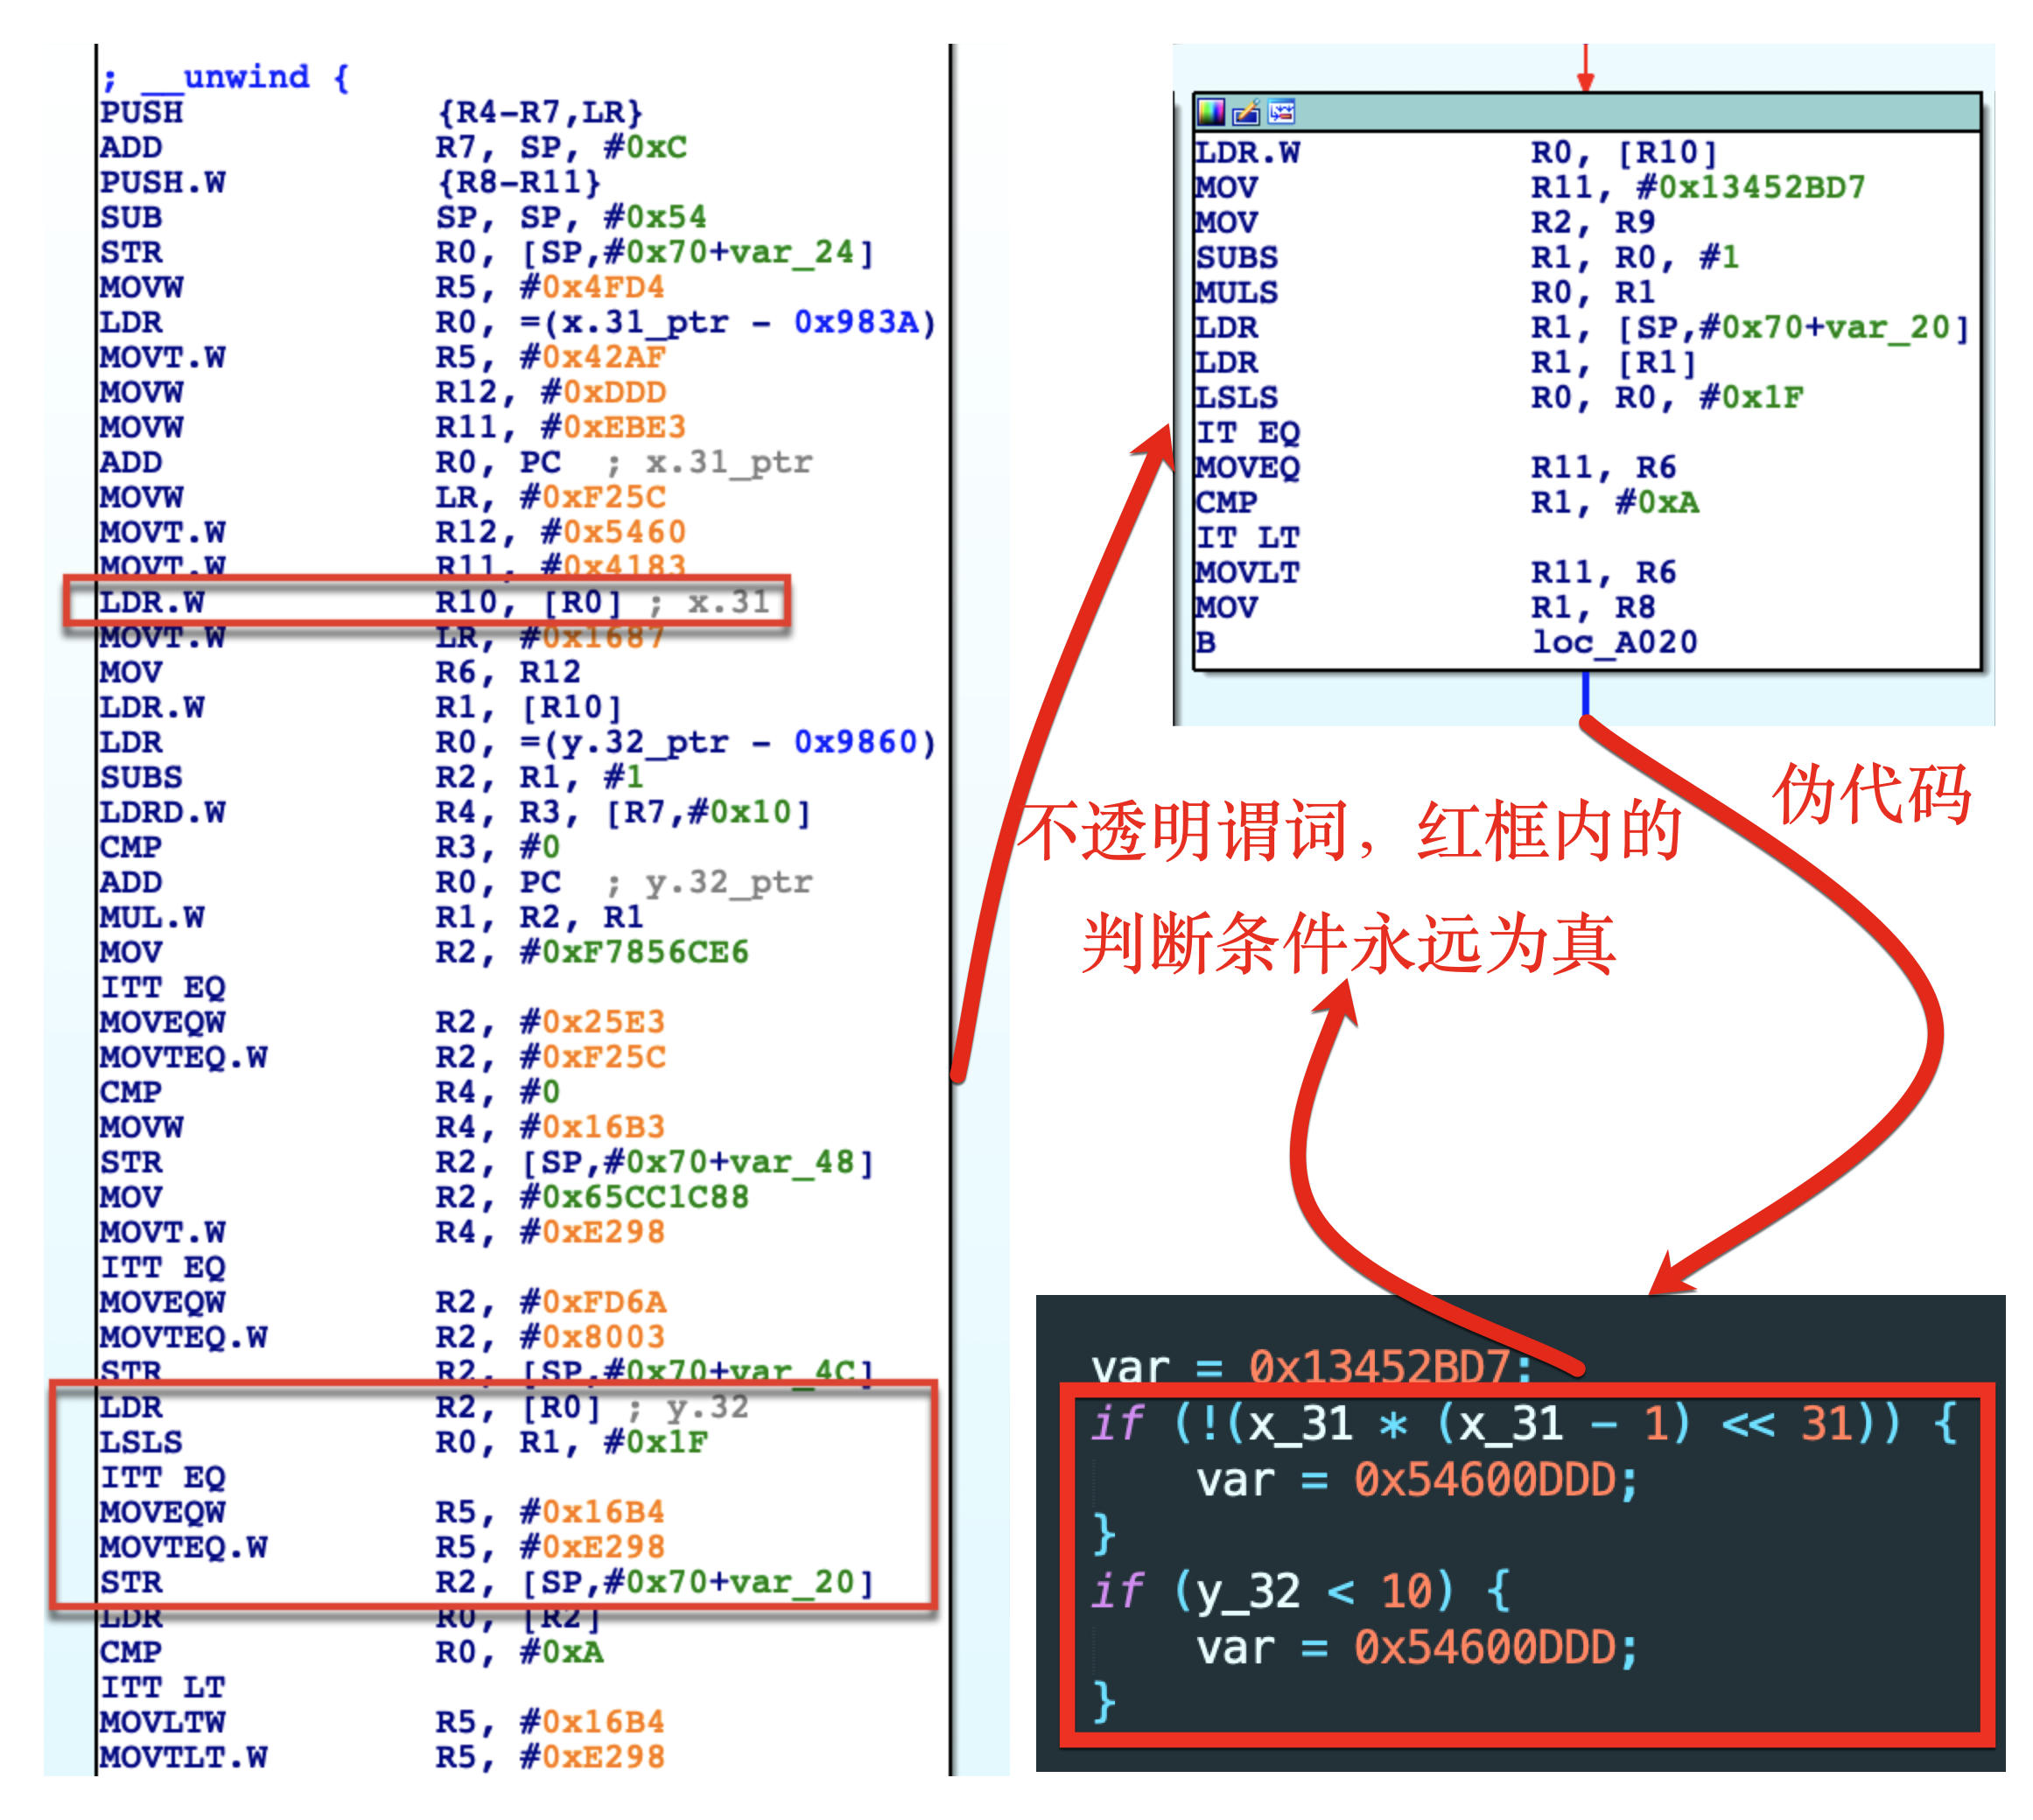 ; __unwind {
PUSH {R4-R7,LR}
ADD R7, SP, #0xC
PUSH.W {R8-R11}
SUB SP, SP, #0x54
STR R0, [SP,#0x70+var_24]
MOVW R5, #0x4FD4
LDR R0, =(x.31_ptr - 0x983A)
MOVT.W R5, #0x42AF
MOVW R12, #0xDDD
MOVW R11, #0xEBE3
ADD R0, PC ; x.31_ptr
MOVW LR, #0xF25C
MOVT.W R12, #0x5460
MOVT.W R11, #0x4183
LDR.W R10, [R0] ; x.31
MOVT.W LR, #0x1687
MOV R6, R12
LDR.W R1, [R10]
LDR R0, =(y.32_ptr - 0x9860)
SUBS R2, R1, #1
LDRD.W R4, R3, [R7,#0x10]
CMP R3, #0
ADD R0, PC ; y.32_ptr
MUL.W R1, R2, R1
MOV R2, #0xF7856CE6
ITT EQ
MOVEQW R2, #0x25E3
MOVTEQ.W R2, #0xF25C
CMP R4, #0
MOVW R4, #0x16B3
STR R2, [SP,#0x70+var_48]
MOV R2, #0x65CC1C88
MOVT.W R4, #0xE298
ITT EQ
MOVEQW R2, #0xFD6A
MOVTEQ.W R2, #0x8003
STR R2, [SP,#0x70+var_4C]
LDR R2, [R0] ; y.32
LSLS R0, R1, #0x1F
ITT EQ
MOVEQW R5, #0x16B4
MOVTEQ.W R5, #0xE298
STR R2, [SP,#0x70+var_20]
LDR R0, [R2]
CMP R0, #0xA
ITT LT
MOVLTW R5, #0x16B4
MOVTLT.W R5, #0xE298
LDR.W R0, [R10]
MOV R11, #0x13452BD7
MOV R2, R9
SUBS R1, R0, #1
MULS R0, R1
LDR R1, [SP,#0x70+var_20]
LDR R1, [R1]
LSLS R0, R0, #0x1F
IT EQ
MOVEQ R11, R6
CMP R1, #0xA
IT LT
MOVLT R11, R6
MOV R1, R8
B loc_A020
伪代码
不透明谓词，红框内的
判断条件永远为真
var = 0x13452BD7;
if (!(x_31 * (x_31 - 1) << 31)) {
var = 0x54600DDD;
}
if (y_32 < 10) {
var = 0x54600DDD;
}